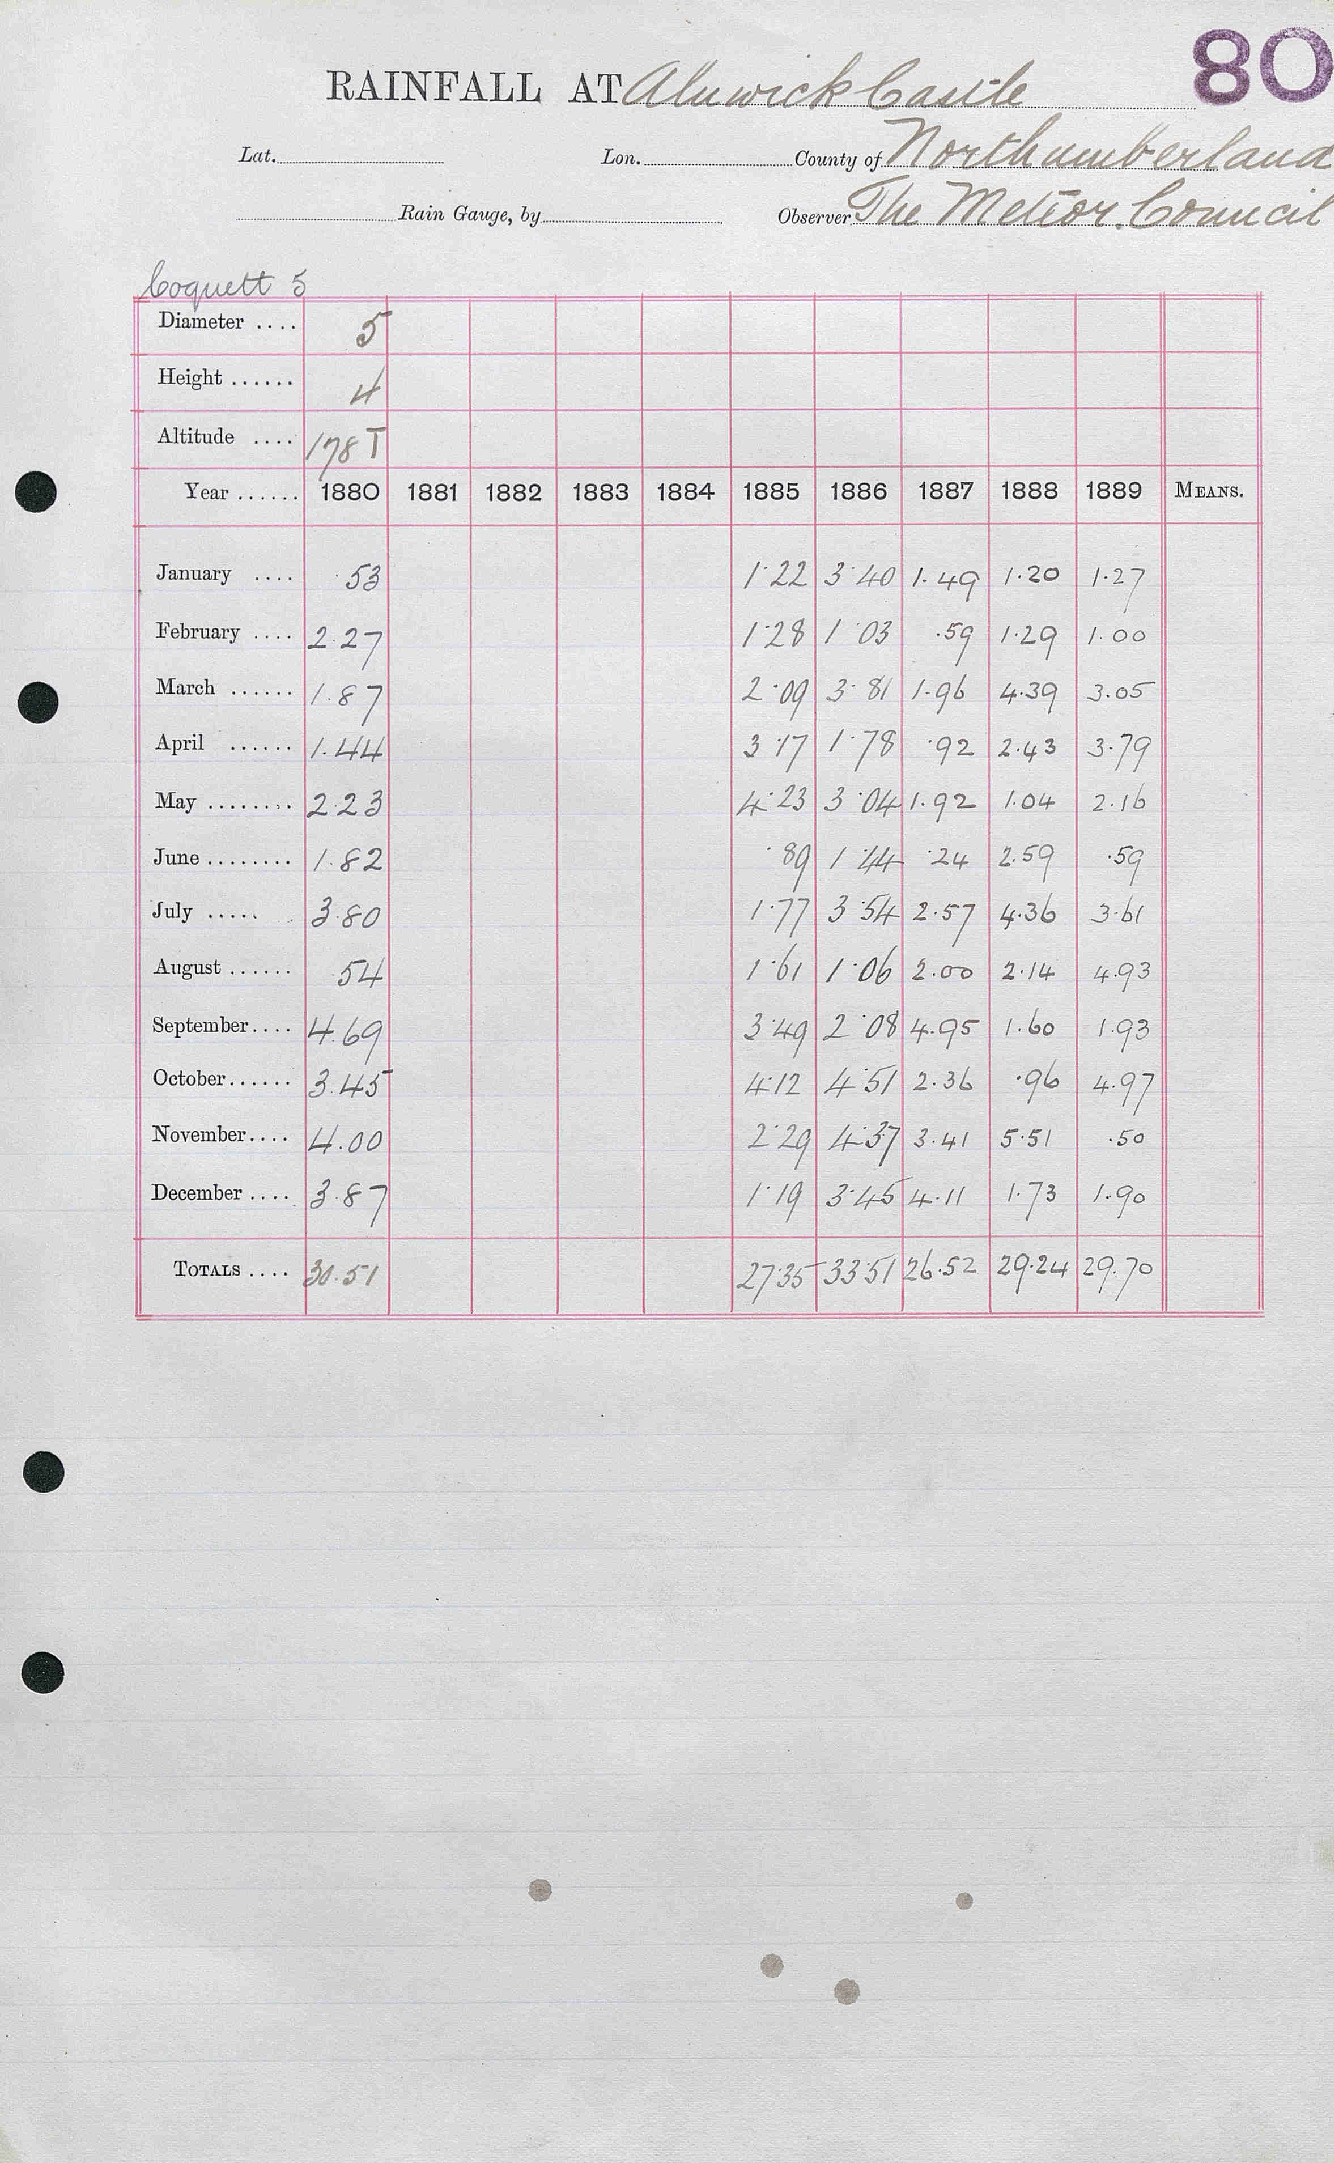 80
RAINFALL AT Alnwick Castle
Lat. Lon. County of Northumberland
Rain Gauge, by Observer The Meteor. Council
Coquett 5
Diameter .... 5
Height ...... 4
Altitude .... 178 T
Year ...... 1880 1881 1882 1883 1884 1885 1886 1887 1888 1889 MEANS.
January .... .53 1.22 3.40 1.49 1.20 1.27
February .... 2.27 1.28 1.03 .59 1.29 1.00
March ...... 1.87 2.09 3.81 1.96 4.39 3.05
April ...... 1.44 3.17 1.78 .92 2.43 3.79
May ........ 2.23 4.23 3.04 1.92 1.04 2.16
June ........ 1.82 .89 1.44 .24 2.59 .59
July ..... 3.80 1.77 3.54 2.57 4.36 3.61
August ...... .54 1.61 1.06 2.00 2.14 4.93
September.... 4.69 3.49 2.08 4.95 1.60 1.93
October...... 3.45 4.12 4.51 2.36 .96 4.97
November.... 4.00 2.29 4.37 3.41 5.51 .50
December .... 3.87 1.19 3.45 4.11 1.73 1.90
TOTALS .... 30.51 27.35 33.51 26.52 29.24 29.70